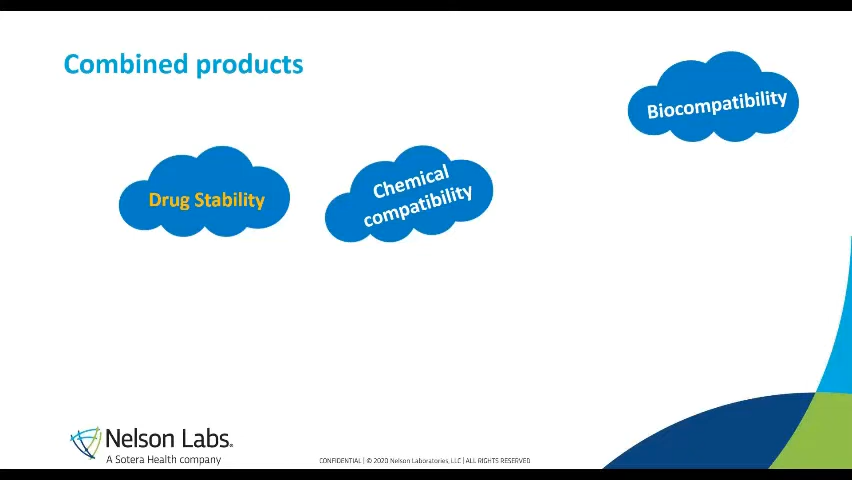 Combined products
Biocompatibility
Drug Stability
Chemical
compatibility
Nelson Labs.
A Sotera Health company
CONFIDENTIAL | © 2020 Nelson Laboratories, LLC | ALL RIGHTS RESERVED